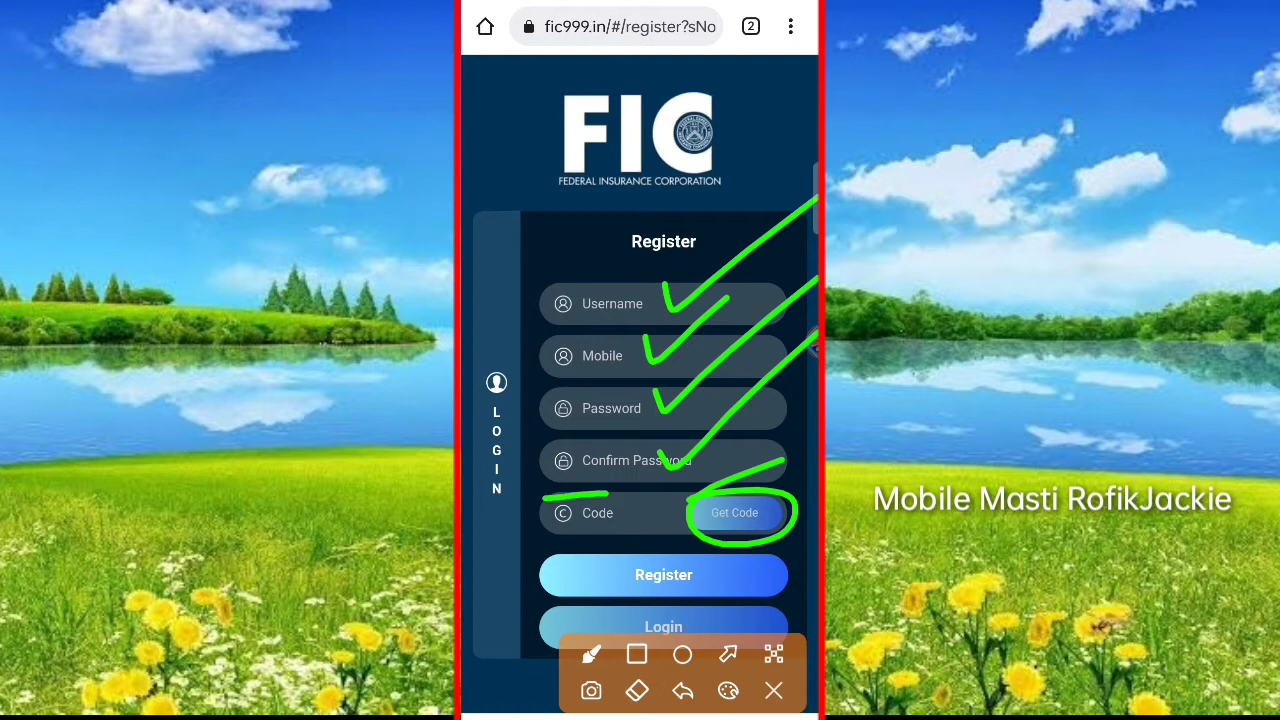 2
fic999.in/#/register?sNo
FIC
FEDERAL INSURANCE CORPORATION
Register
Username
Mobile
Password
Confirm Password
LOGIN
Code
Get Code
Register
Login
Mobile Masti RofikJackie